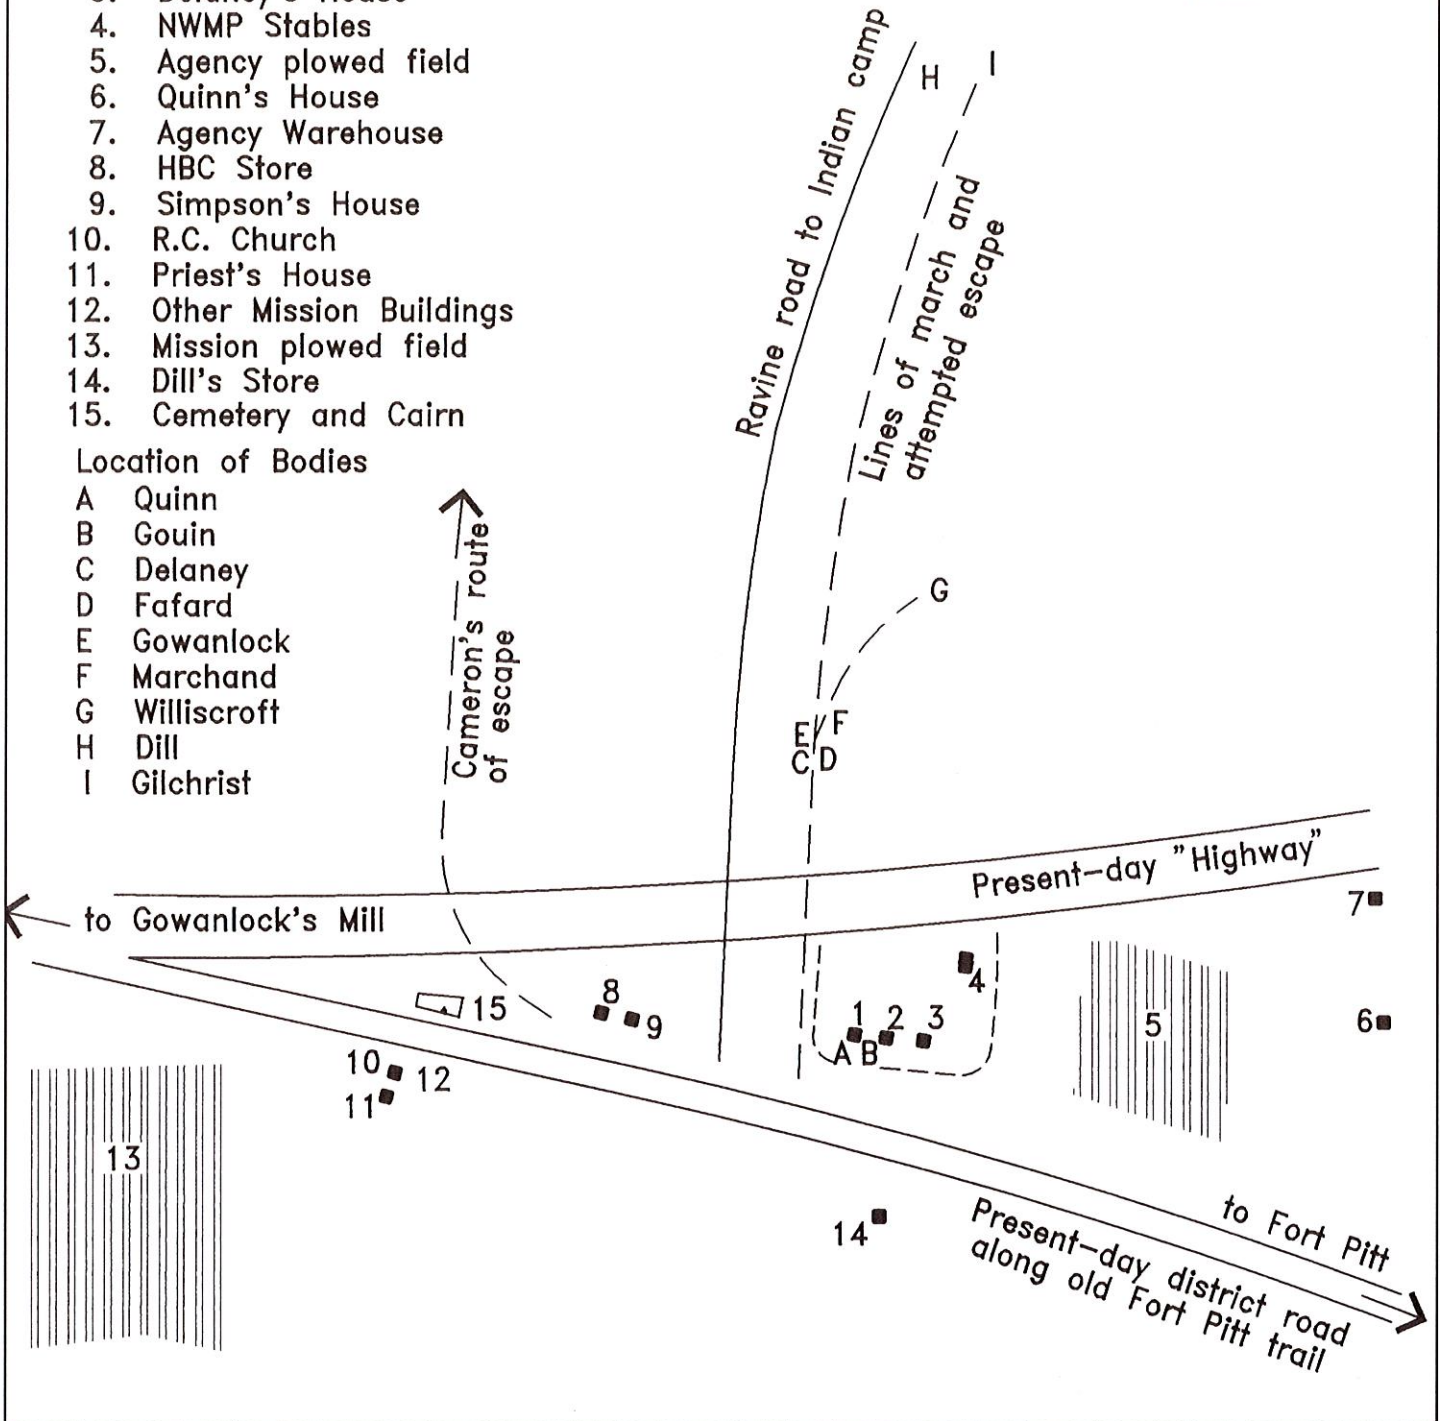 4. NWMP Stables
5. Agency plowed field
6. Quinn's House
7. Agency Warehouse
8. HBC Store
9. Simpson's House
10. R.C. Church
11. Priest's House
12. Other Mission Buildings
13. Mission plowed field
14. Dill's Store
15. Cemetery and Cairn
Location of Bodies
A Quinn
B Gouin
C Delaney
D Fafard
E Gowanlock
F Marchand
G Williscroft
H Dill
I Gilchrist
Cameron's route
of escape
Ravine road to Indian camp
H
I
Lines of march and
attempted escape
G
E F
C D
Present-day "Highway"
to Gowanlock's Mill
7
4
15
8
9
1 2 3
A B
5
6
10
12
11
13
14
to Fort Pitt
Present-day district road
along old Fort Pitt trail